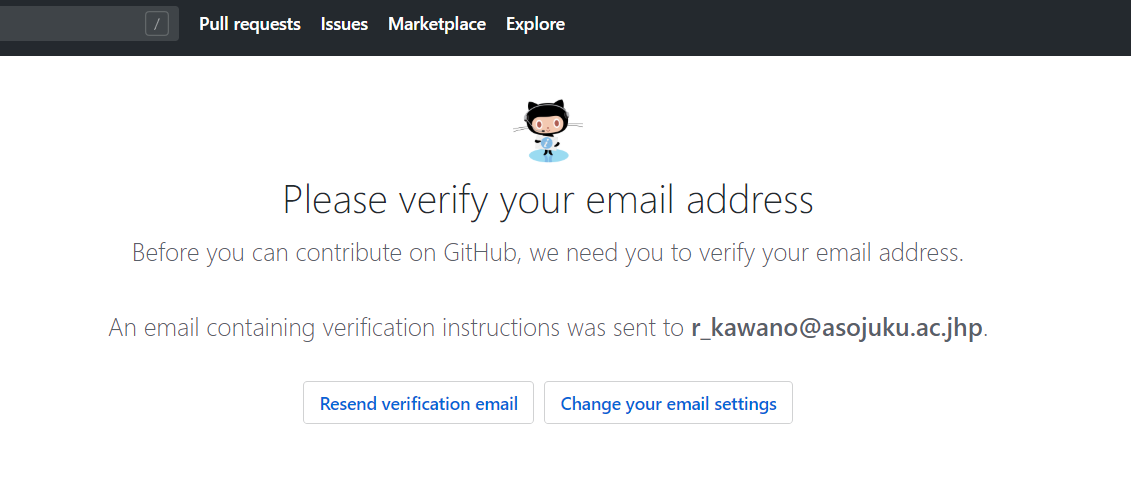 / Pull requests Issues Marketplace Explore
Please verify your email address
Before you can contribute on GitHub, we need you to verify your email address.
An email containing verification instructions was sent to r_kawano@asojuku.ac.jhp.
Resend verification email Change your email settings